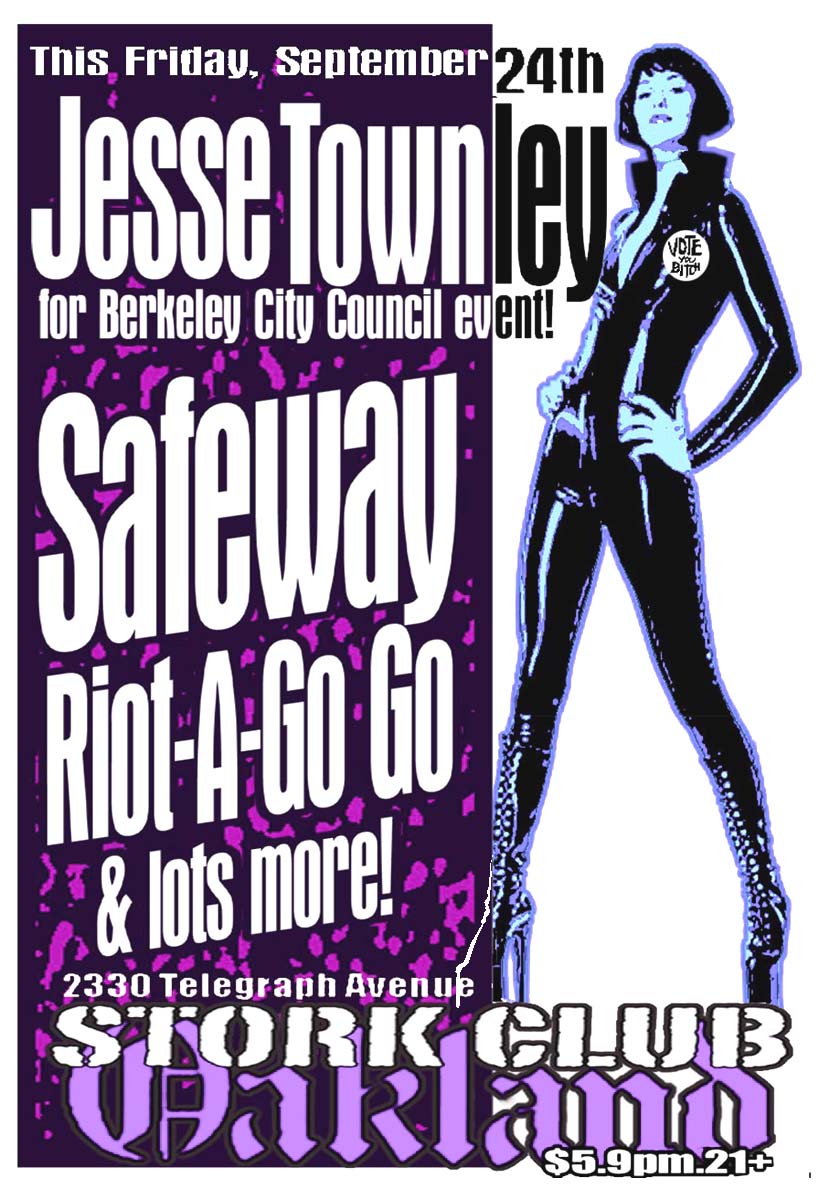 This Friday, September 24th
Jesse Townley
for Berkeley City Council event!
VOTE
YOU
BITCH
Safeway
Riot-A-Go Go
& lots more!
2330 Telegraph Avenue
STORK CLUB
Oakland
$5.9pm.21+